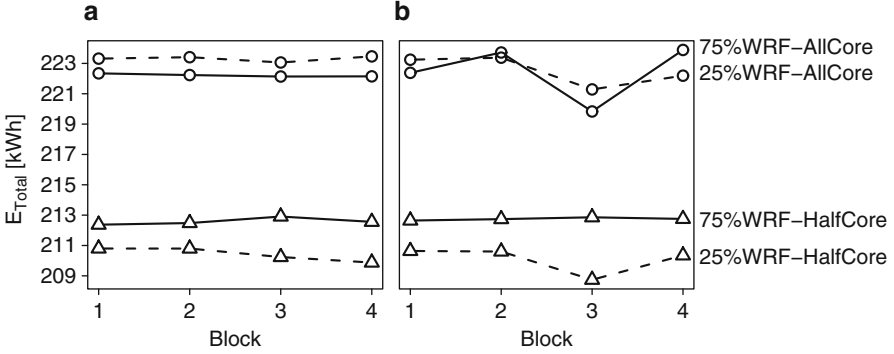 a
b
E_Total [kWh]
223
221
219
217
215
213
211
209
75%WRF−AllCore
25%WRF−AllCore
75%WRF−HalfCore
25%WRF−HalfCore
1 2 3 4
1 2 3 4
Block
Block